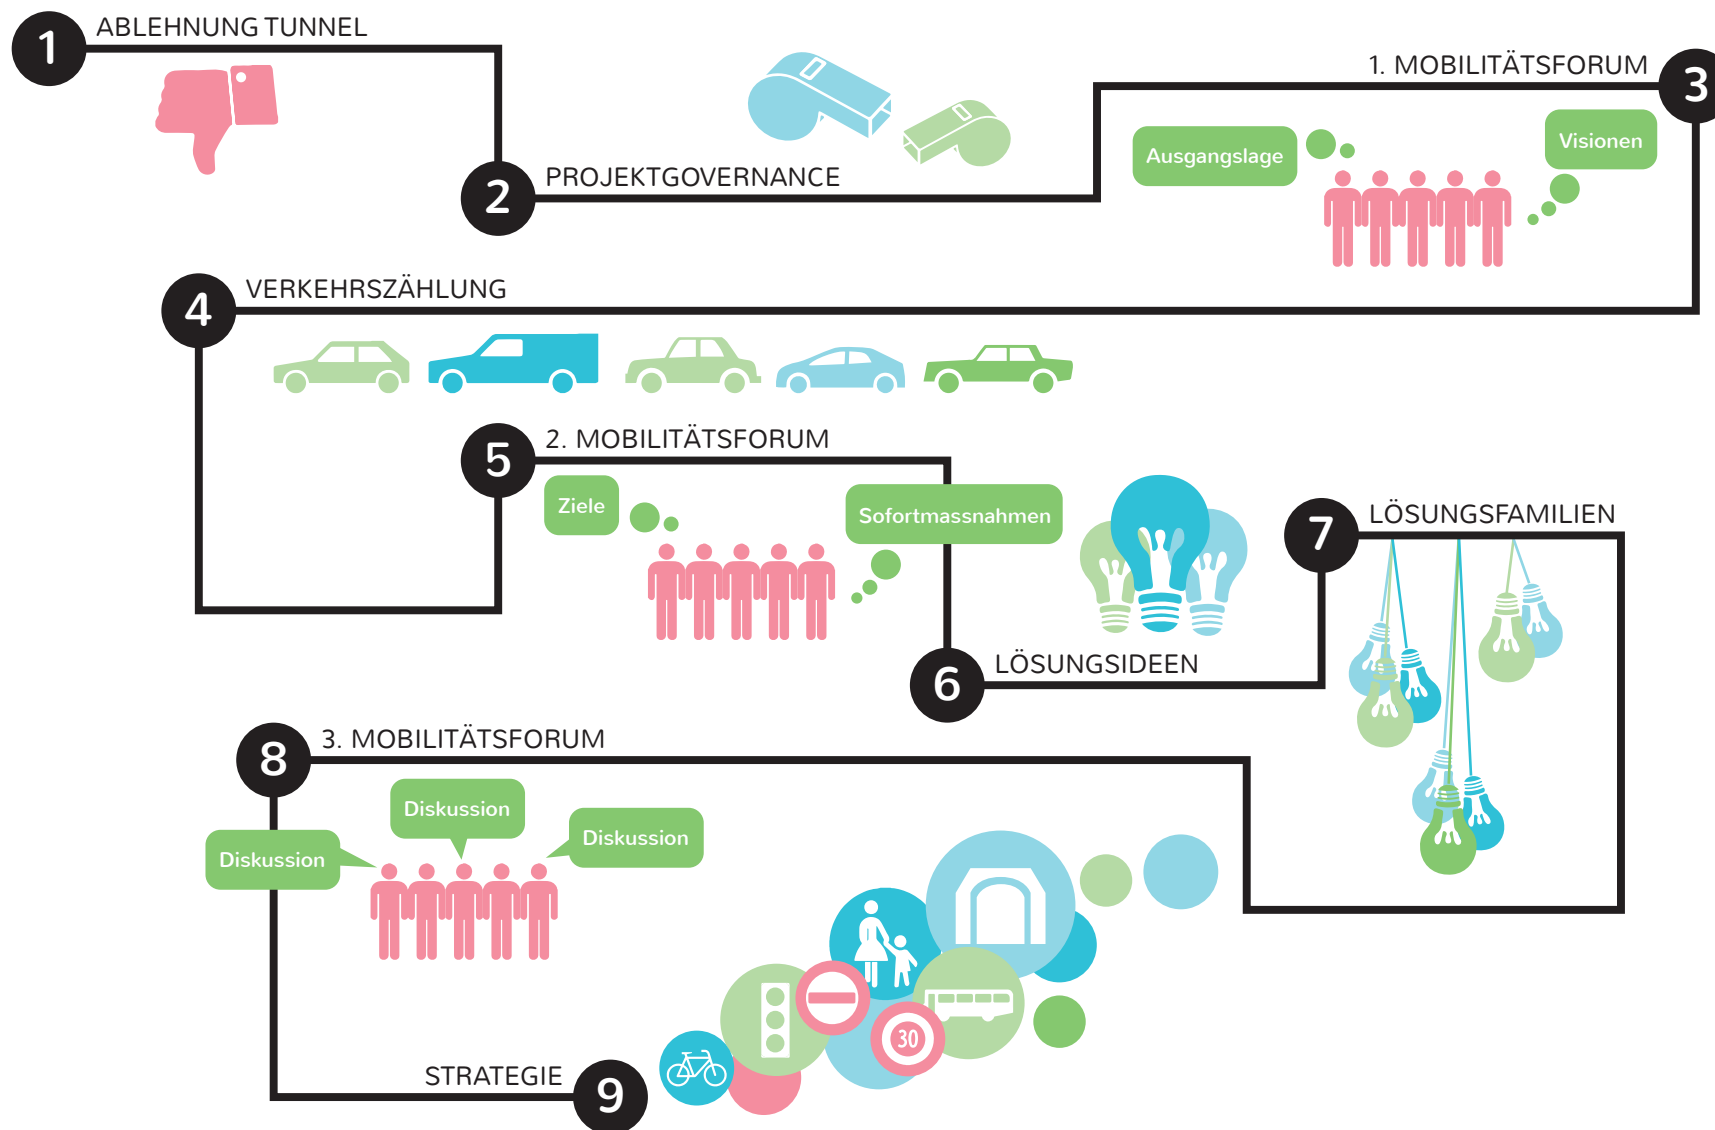 1
ABLEHNUNG TUNNEL
2
PROJEKTGOVERNANCE
1. MOBILITÄTSFORUM
3
Ausgangslage
Visionen
4
VERKEHRSZÄHLUNG
5
2. MOBILITÄTSFORUM
Ziele
Sofortmassnahmen
6
LÖSUNGSIDEEN
7
LÖSUNGSFAMILIEN
8
3. MOBILITÄTSFORUM
Diskussion
Diskussion
Diskussion
30
STRATEGIE
9